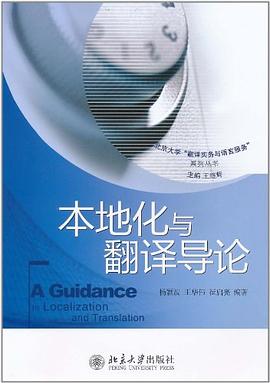 北京大学“翻译实务与语言服务”
系列丛书
主编 王继辉
本地化与
翻译导论
A Guidance
to Localization
and Translation
杨颖波 王华伟 崔启亮 编著
北京大学出版社
PEKING UNIVERSITY PRESS